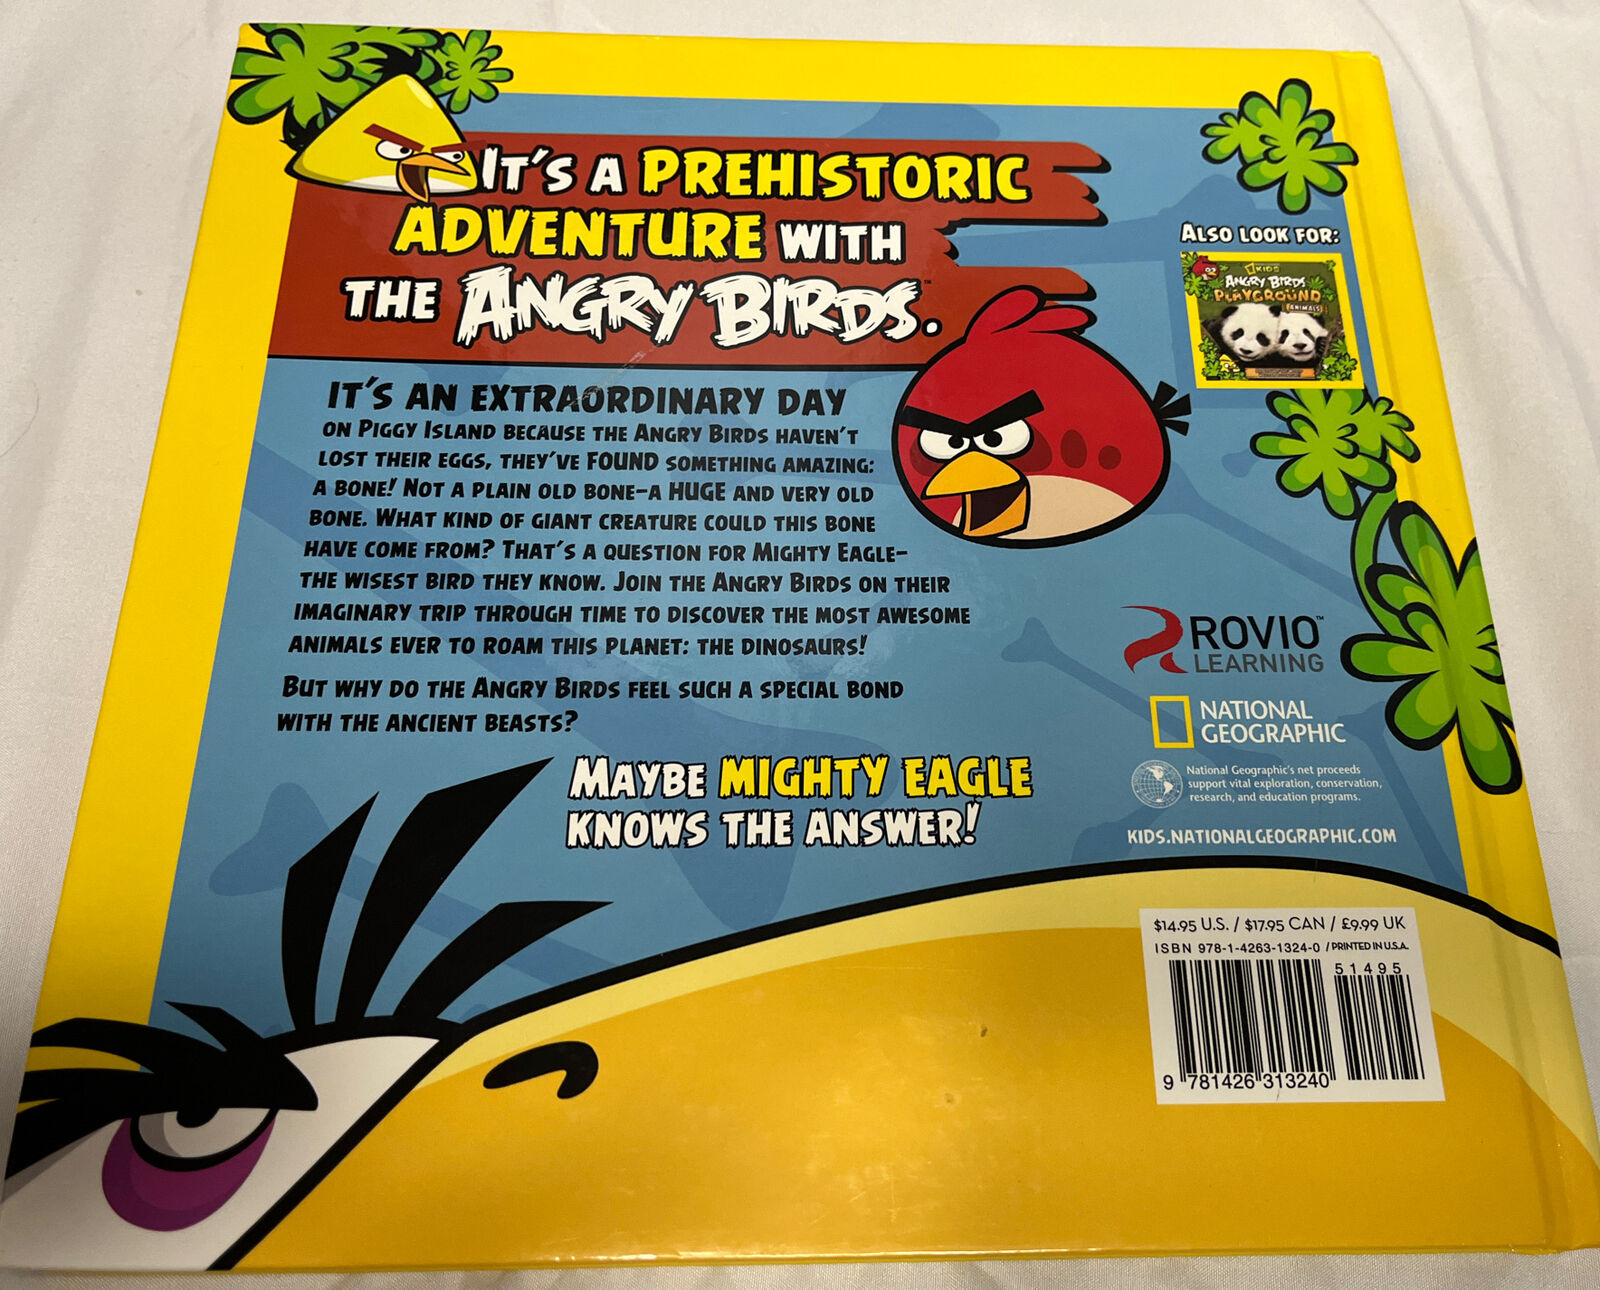 IT'S A PREHISTORIC
ADVENTURE WITH
THE ANGRY BIRDS.™
IT'S AN EXTRAORDINARY DAY
ON PIGGY ISLAND BECAUSE THE ANGRY BIRDS HAVEN'T
LOST THEIR EGGS, THEY'VE FOUND SOMETHING AMAZING:
A BONE! NOT A PLAIN OLD BONE—A HUGE AND VERY OLD
BONE. WHAT KIND OF GIANT CREATURE COULD THIS BONE
HAVE COME FROM? THAT'S A QUESTION FOR MIGHTY EAGLE—
THE WISEST BIRD THEY KNOW. JOIN THE ANGRY BIRDS ON THEIR
IMAGINARY TRIP THROUGH TIME TO DISCOVER THE MOST AWESOME
ANIMALS EVER TO ROAM THIS PLANET: THE DINOSAURS!
BUT WHY DO THE ANGRY BIRDS FEEL SUCH A SPECIAL BOND
WITH THE ANCIENT BEASTS?
MAYBE MIGHTY EAGLE
KNOWS THE ANSWER!
ALSO LOOK FOR:
KIDS
ANGRY BIRDS
PLAYGROUND
ANIMALS
ROVIO™
LEARNING
NATIONAL
GEOGRAPHIC
National Geographic's net proceeds
support vital exploration, conservation,
research, and education programs.
KIDS.NATIONALGEOGRAPHIC.COM
$14.95 U.S. / $17.95 CAN / £9.99 UK
ISBN 978-1-4263-1324-0 / PRINTED IN U.S.A.
51495
9 781426 313240